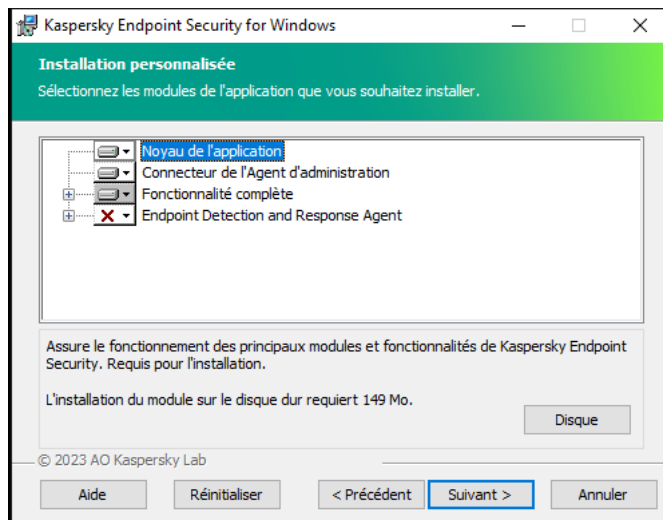 Kaspersky Endpoint Security for Windows
Installation personnalisée
Sélectionnez les modules de l'application que vous souhaitez installer.
Noyau de l'application
Connecteur de l'Agent d'administration
Fonctionnalité complète
Endpoint Detection and Response Agent
Assure le fonctionnement des principaux modules et fonctionnalités de Kaspersky Endpoint
Security. Requis pour l'installation.
L'installation du module sur le disque dur requiert 149 Mo.
Disque
© 2023 AO Kaspersky Lab
Aide
Réinitialiser
< Précédent
Suivant >
Annuler